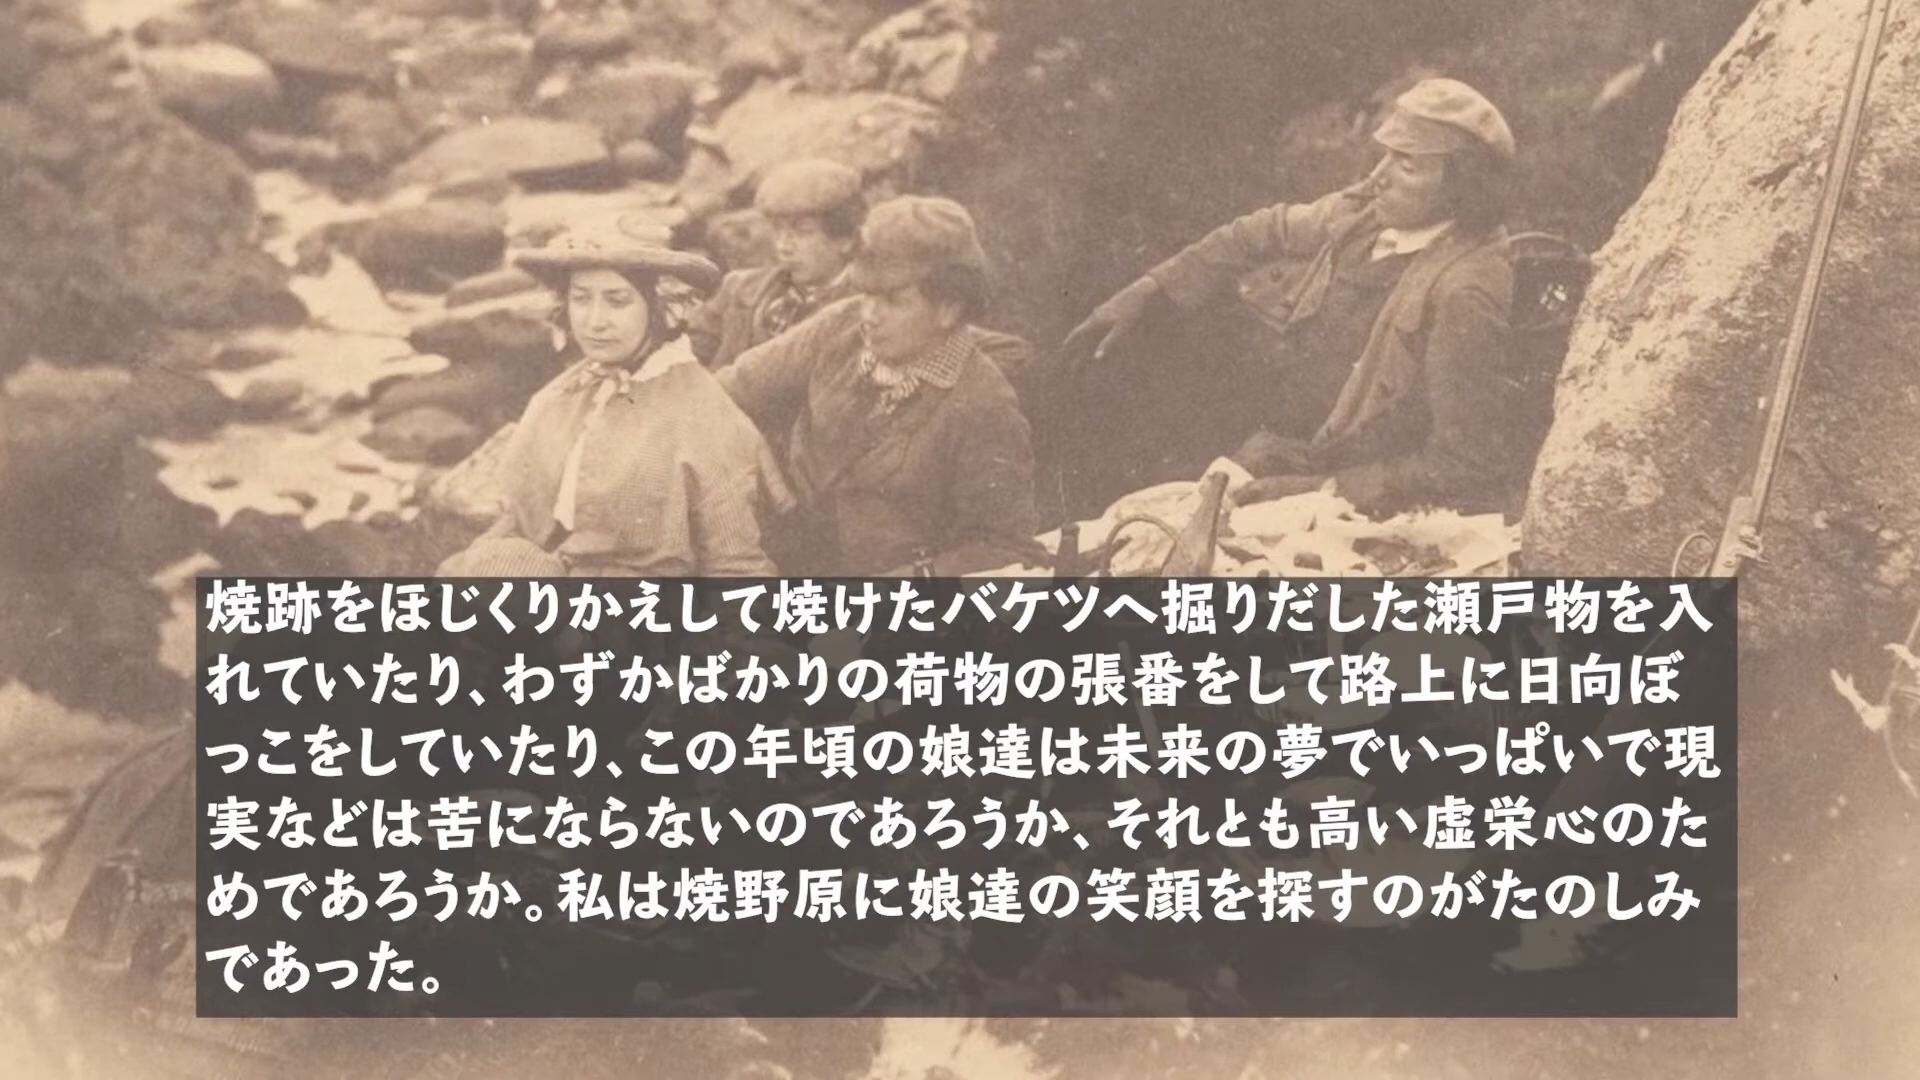 焼跡をほじくりかえして焼けたバケツへ掘りだした瀬戸物を入
れていたり、わずかばかりの荷物の張番をして路上に日向ぼ
っこをしていたり、この年頃の娘達は未来の夢でいっぱいで現
実などは苦にならないのであろうか、それとも高い虚栄心のた
めであろうか。私は焼野原に娘達の笑顔を探すのがたのしみ
であった。